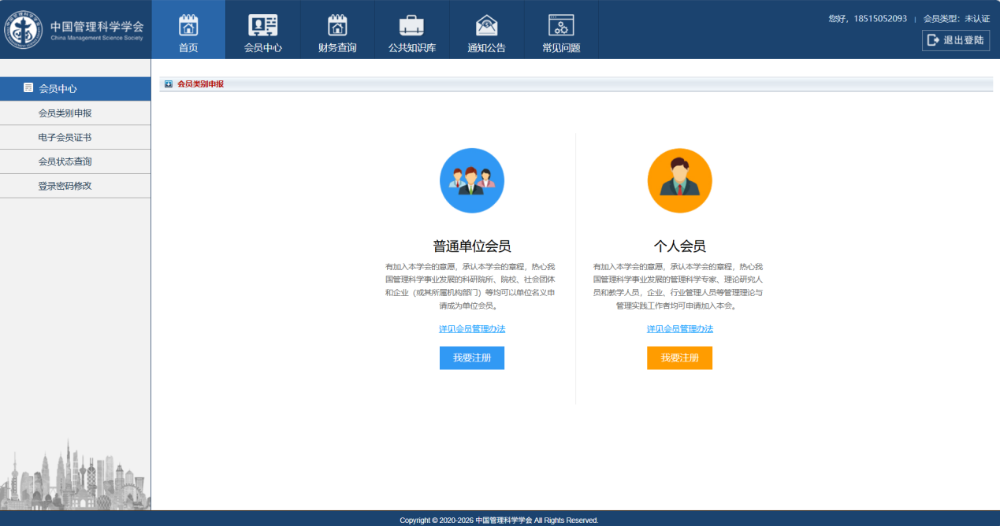 中国管理科学学会
China Management Science Society
首页
会员中心
财务查询
公共知识库
通知公告
常见问题
您好，18515052093 | 会员类型：未认证
退出登陆
会员中心
会员类别申报
电子会员证书
会员状态查询
登录密码修改
会员类别申报
普通单位会员
有加入本学会的意愿，承认本学会的章程，热心我
国管理科学事业发展的科研院所、院校、社会团体
和企业（或其所属机构部门）等均可以单位名义申
请成为单位会员。
详见会员管理办法
我要注册
个人会员
有加入本学会的意愿，承认本学会的章程，热心我
国管理科学事业发展的管理科学专家、理论研究人
员和教学人员，企业、行业管理人员等管理理论与
管理实践工作者均可申请加入本会。
详见会员管理办法
我要注册
Copyright © 2020-2026 中国管理科学学会 All Rights Reserved.